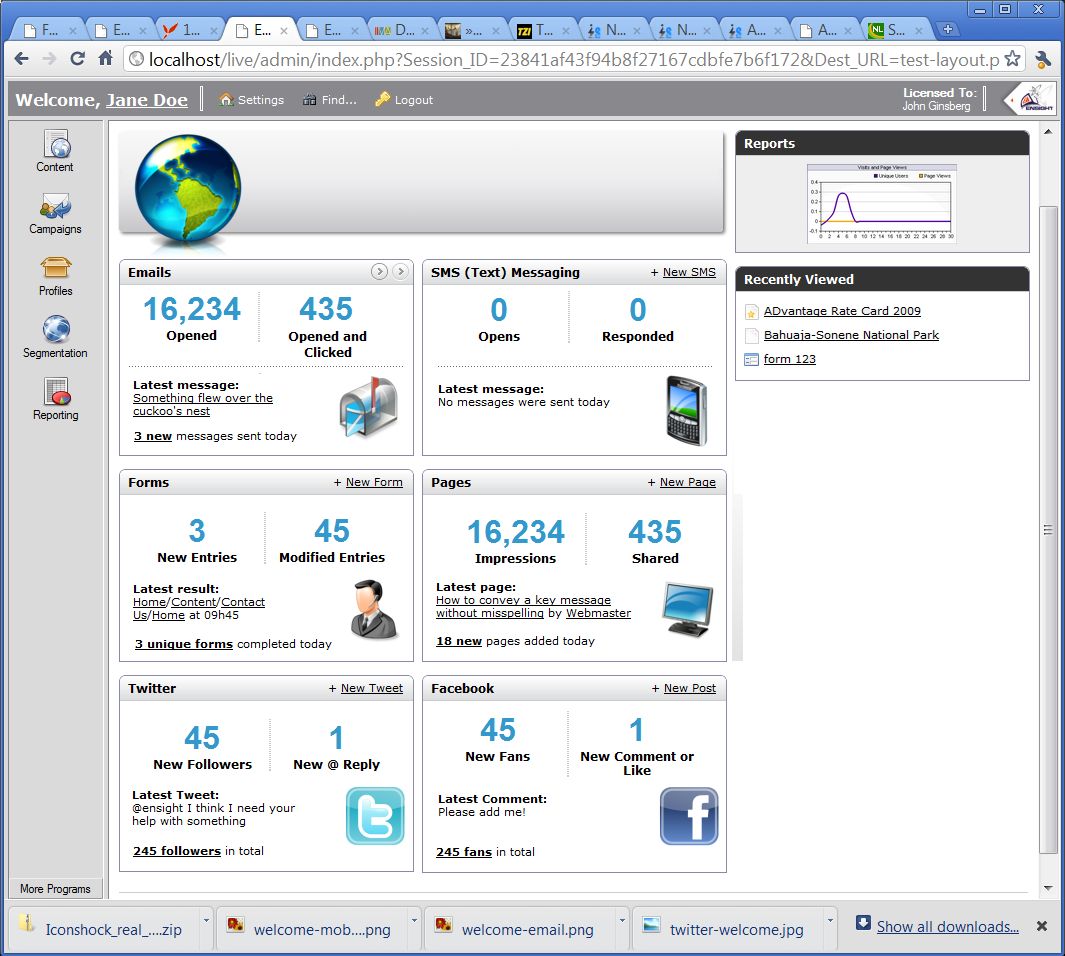 F...
E...
1...
E...
E...
D...
»...
TZI T...
N...
N...
A...
A...
NL S...
localhost/live/admin/index.php?Session_ID=23841af43f94b8f27167cdbfe7b6f172&Dest_URL=test-layout.p
Welcome, Jane Doe
Settings
Find...
Logout
Licensed To:
John Ginsberg
ENSIGHT
Content
Campaigns
Profiles
Segmentation
Reporting
More Programs
Emails
16,234
Opened
435
Opened and
Clicked
Latest message:
Something flew over the
cuckoo's nest
3 new messages sent today
SMS (Text) Messaging
+ New SMS
0
Opens
0
Responded
Latest message:
No messages were sent today
Forms
+ New Form
3
New Entries
45
Modified Entries
Latest result:
Home/Content/Contact
Us/Home at 09h45
3 unique forms completed today
Pages
+ New Page
16,234
Impressions
435
Shared
Latest page:
How to convey a key message
without misspelling by Webmaster
18 new pages added today
Twitter
+ New Tweet
45
New Followers
1
New @ Reply
Latest Tweet:
@ensight I think I need your
help with something
245 followers in total
Facebook
+ New Post
45
New Fans
1
New Comment or
Like
Latest Comment:
Please add me!
245 fans in total
Reports
Visits and Page Views
Unique Users
Page Views
0.4
0.3
0.2
0.1
0
-0.1
0 2 4 6 8 10 12 14 16 18 20 22 24 26 28 30
Recently Viewed
ADvantage Rate Card 2009
Bahuaja-Sonene National Park
form 123
Iconshock_real_....zip
welcome-mob....png
welcome-email.png
twitter-welcome.jpg
Show all downloads...